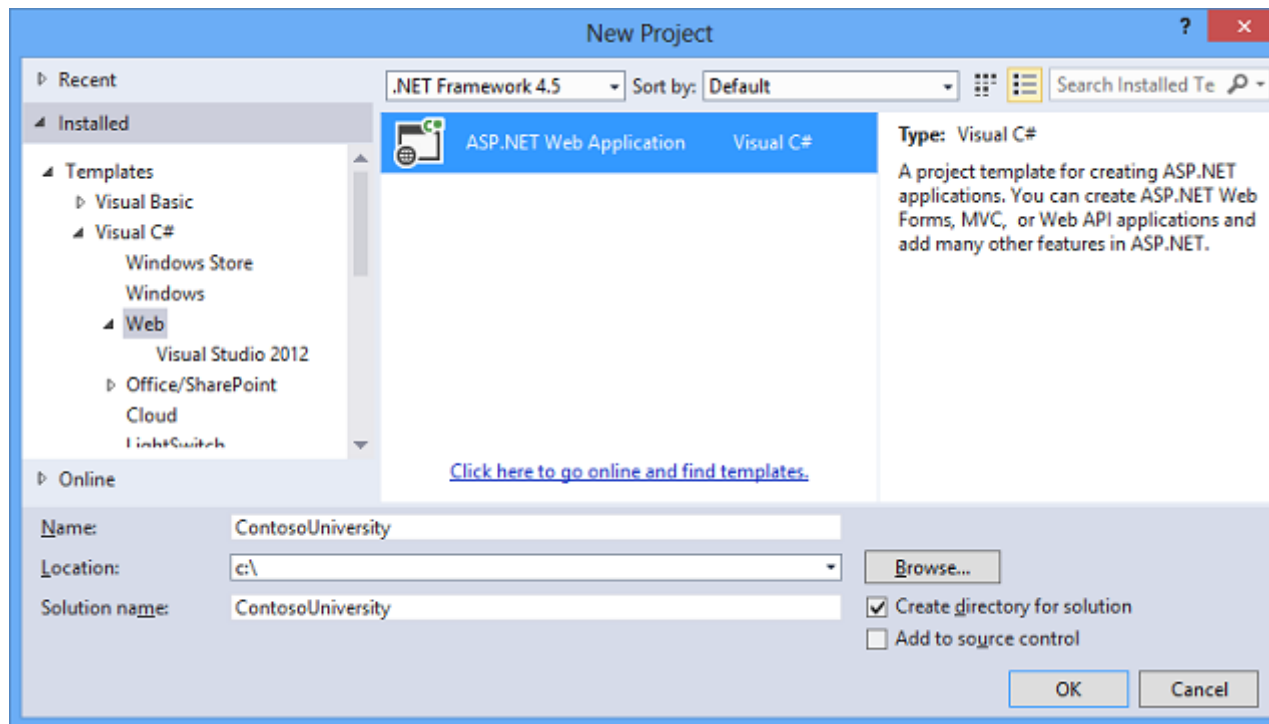 New Project
?
Recent
.NET Framework 4.5
Sort by:
Default
Search Installed Te
Installed
Templates
Visual Basic
Visual C#
Windows Store
Windows
Web
Visual Studio 2012
Office/SharePoint
Cloud
LightSwitch
Online
ASP.NET Web Application Visual C#
Click here to go online and find templates.
Type: Visual C#
A project template for creating ASP.NET
applications. You can create ASP.NET Web
Forms, MVC, or Web API applications and
add many other features in ASP.NET.
Name: ContosoUniversity
Location: c:\
Browse...
Solution name: ContosoUniversity
Create directory for solution
Add to source control
OK
Cancel